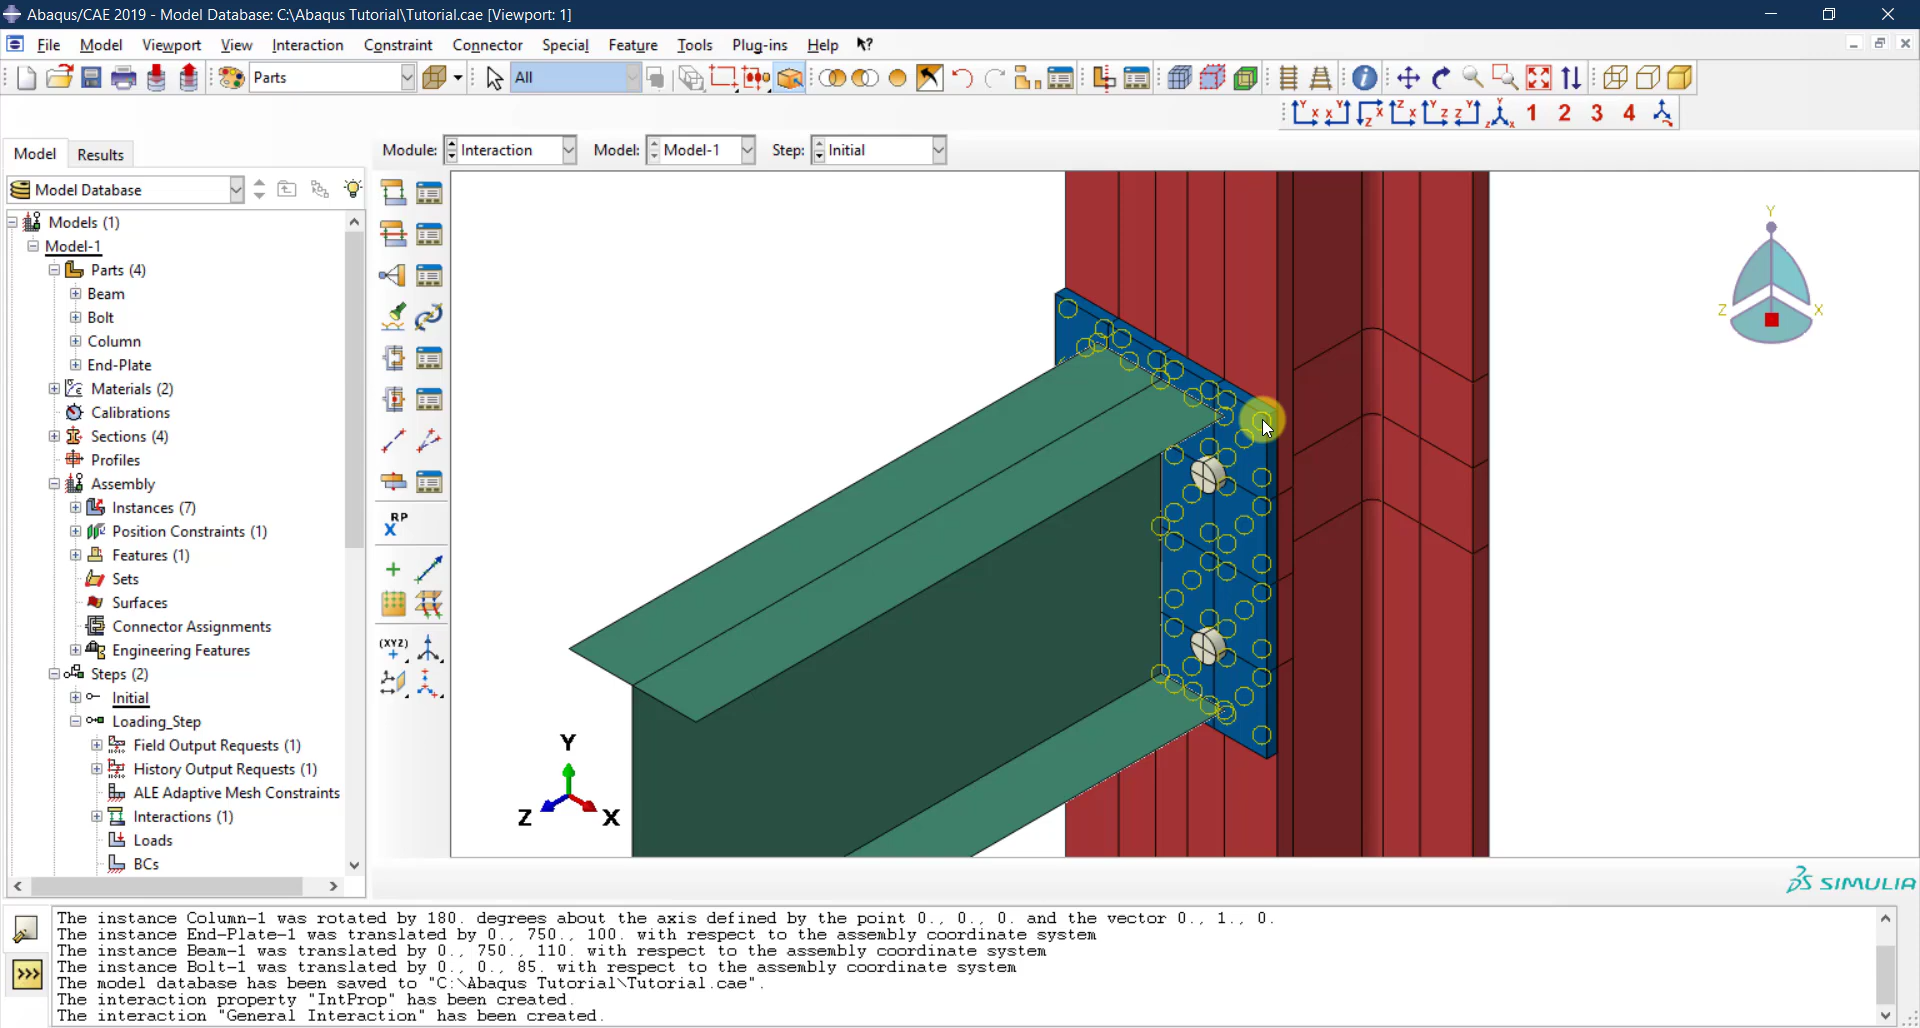 Abaqus/CAE 2019 - Model Database: C:\Abaqus Tutorial\Tutorial.cae [Viewport: 1]
File Model Viewport View Interaction Constraint Connector Special Feature Tools Plug-ins Help
Parts
All
1 2 3 4
Model Results
Module: Interaction Model: Model-1 Step: Initial
Model Database
Models (1)
Model-1
Parts (4)
Beam
Bolt
Column
End-Plate
Materials (2)
Calibrations
Sections (4)
Profiles
Assembly
Instances (7)
Position Constraints (1)
Features (1)
Sets
Surfaces
Connector Assignments
Engineering Features
Steps (2)
Initial
Loading_Step
Field Output Requests (1)
History Output Requests (1)
ALE Adaptive Mesh Constraints
Interactions (1)
Loads
BCs
RP
(XYZ)
Y
Z X
Y
Z X
SIMULIA
The instance Column-1 was rotated by 180. degrees about the axis defined by the point 0., 0., 0. and the vector 0., 1., 0.
The instance End-Plate-1 was translated by 0., 750., 100. with respect to the assembly coordinate system
The instance Beam-1 was translated by 0., 750., 110. with respect to the assembly coordinate system
The instance Bolt-1 was translated by 0., 0., 85. with respect to the assembly coordinate system
The model database has been saved to "C:\Abaqus Tutorial\Tutorial.cae".
The interaction property "IntProp" has been created.
The interaction "General Interaction" has been created.